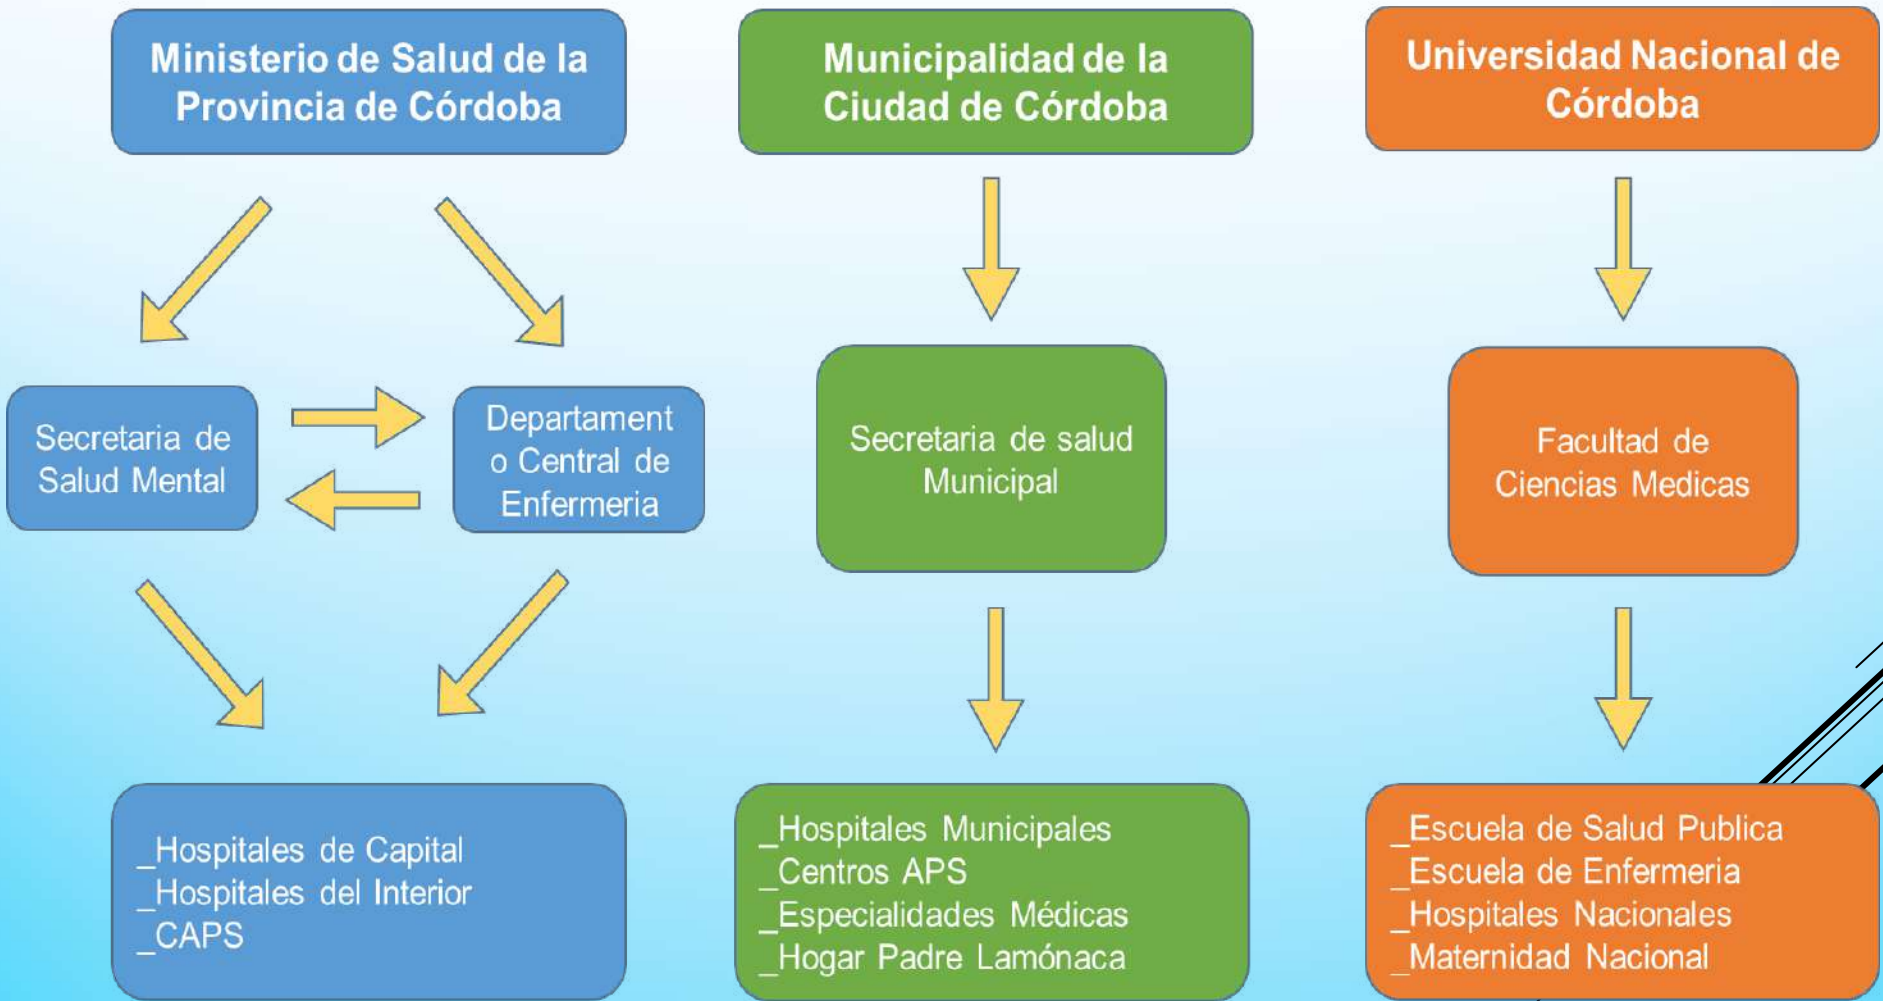 Ministerio de Salud de la
Provincia de Córdoba
Municipalidad de la
Ciudad de Córdoba
Universidad Nacional de
Córdoba
Secretaria de
Salud Mental
Departament
o Central de
Enfermeria
Secretaria de salud
Municipal
Facultad de
Ciencias Medicas
_Hospitales de Capital
_Hospitales del Interior
_CAPS
_Hospitales Municipales
_Centros APS
_Especialidades Médicas
_Hogar Padre Lamónaca
_Escuela de Salud Publica
_Escuela de Enfermeria
_Hospitales Nacionales
_Maternidad Nacional